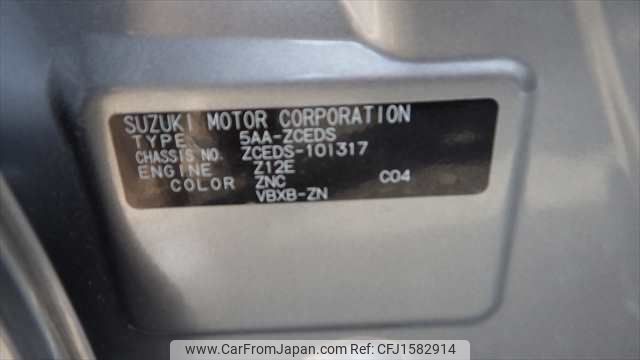 SUZUKI MOTOR CORPORATION
TYPE 5AA-ZCEDS
CHASSIS NO. ZCEDS-101317
ENGINE Z12E
COLOR ZNC C04
VBXB-ZN
www.CarFromJapan.com Ref:CFJ1582914